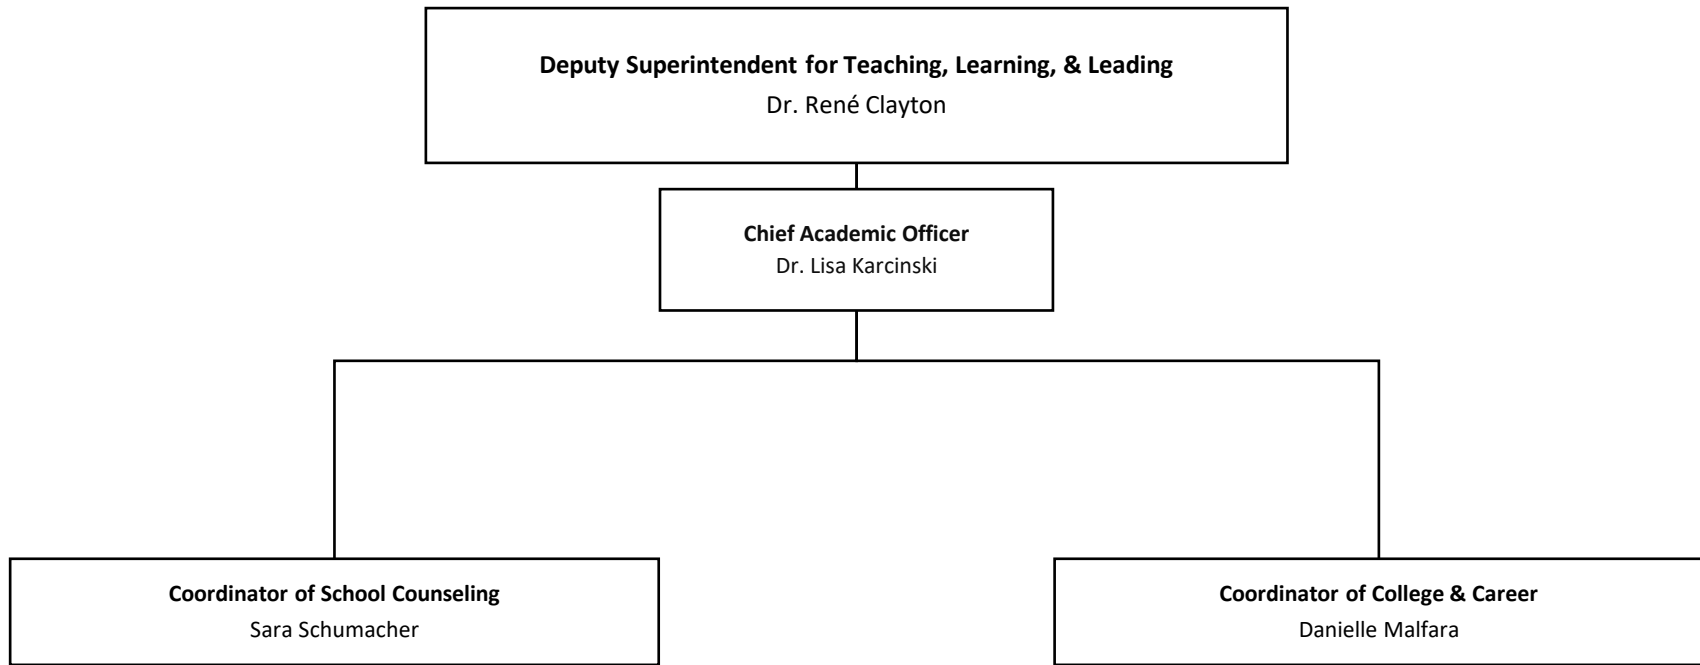 Deputy Superintendent for Teaching, Learning, & Leading
Dr. René Clayton
Chief Academic Officer
Dr. Lisa Karcinski
Coordinator of School Counseling
Sara Schumacher
Coordinator of College & Career
Danielle Malfara